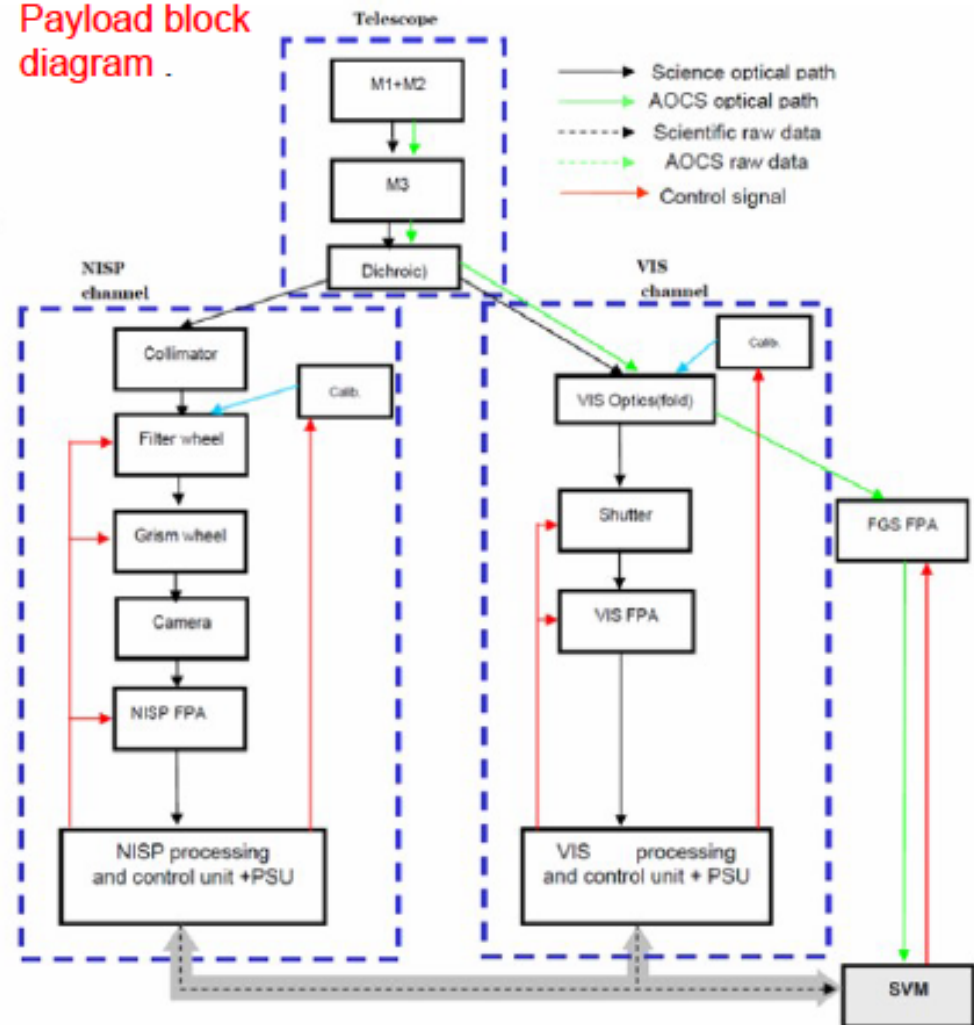 Payload block
diagram .
Telescope
M1+M2
M3
Dichroic)
Science optical path
AOCS optical path
Scientific raw data
AOCS raw data
Control signal
NISP
channel
VIS
channel
Collimator
Calib.
Filter wheel
Grism wheel
Camera
NISP FPA
NISP processing
and control unit +PSU
Calib.
VIS Optics(fold)
Shutter
VIS FPA
VIS processing
and control unit + PSU
FGS FPA
SVM